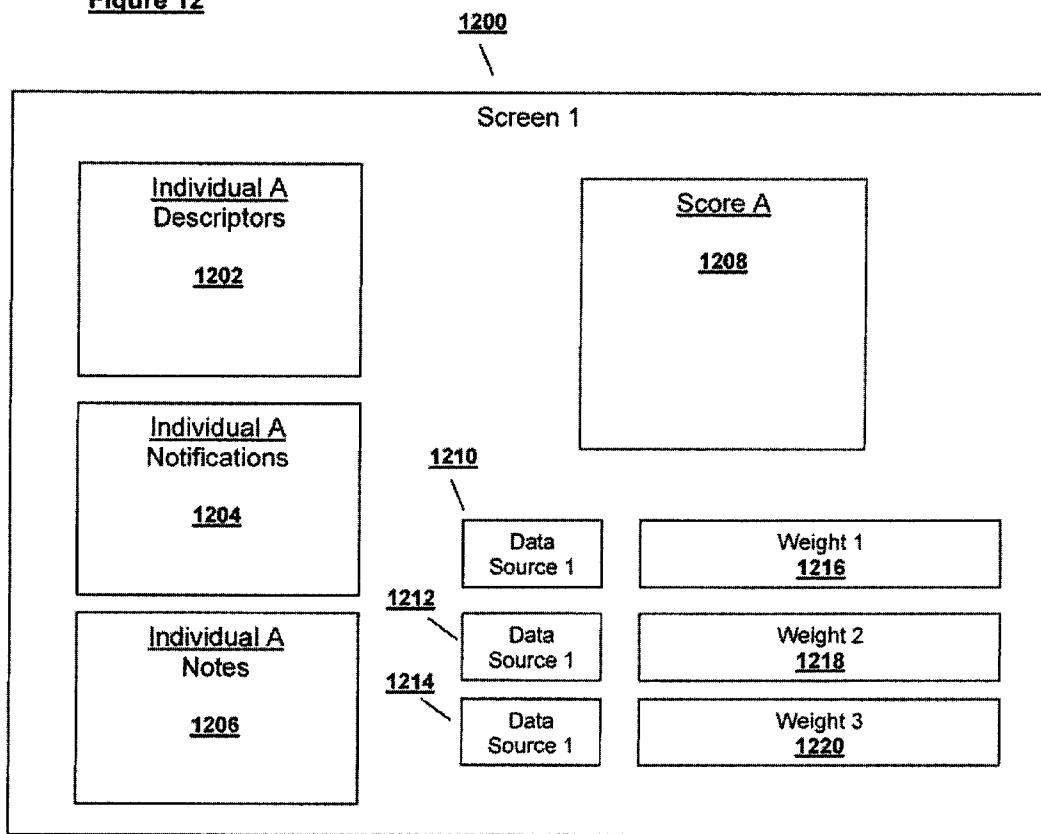 Figure 12
1200
Screen 1
Individual A
Descriptors
1202
Score A
1208
Individual A
Notifications
1204
1210
Data
Source 1
Weight 1
1216
1212
Data
Source 1
Weight 2
1218
Individual A
Notes
1206
1214
Data
Source 1
Weight 3
1220